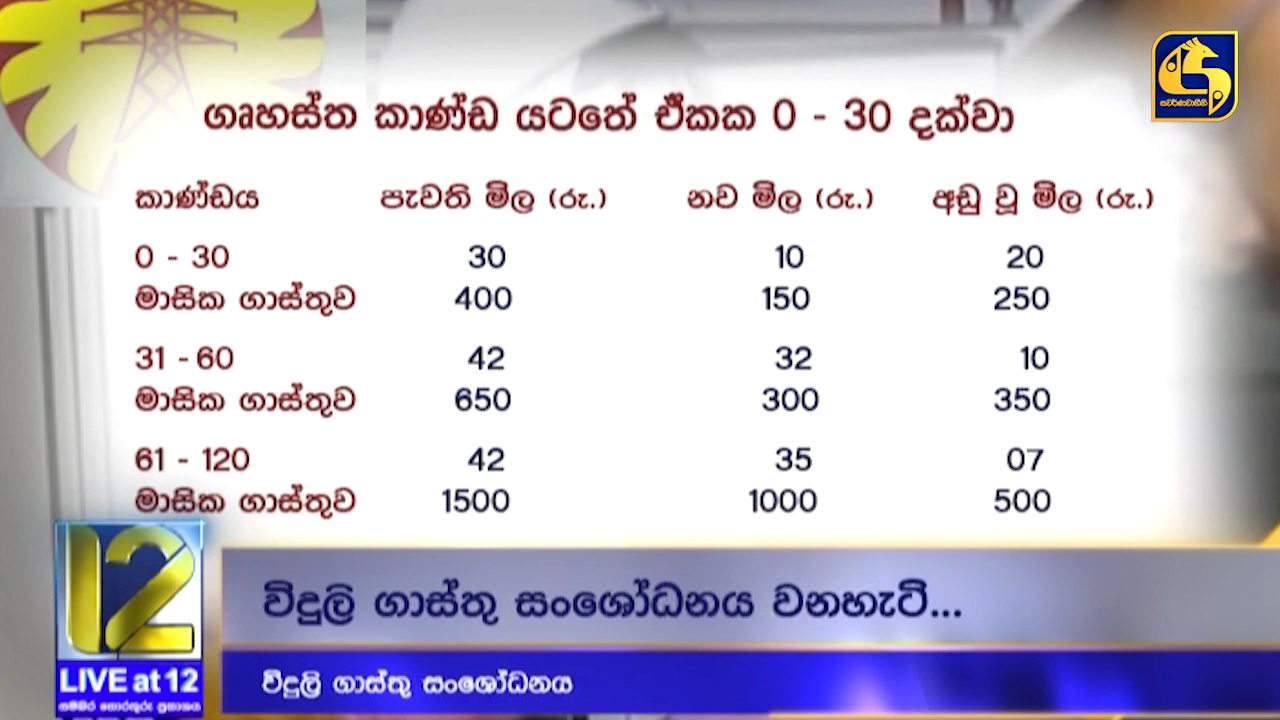 ස්වර්ණවාහිනී
ගෘහස්ත කාණ්ඩ යටතේ ඒකක 0 - 30 දක්වා
කාණ්ඩය පැවති මිල (රු.) නව මිල (රු.) අඩු වූ මිල (රු.)
0 - 30 30 10 20
මාසික ගාස්තුව 400 150 250
31 - 60 42 32 10
මාසික ගාස්තුව 650 300 350
61 - 120 42 35 07
මාසික ගාස්තුව 1500 1000 500
12
විදුලි ගාස්තු සංශෝධනය වනහැටි...
LIVE at 12
විදුලි ගාස්තු සංශෝධනය